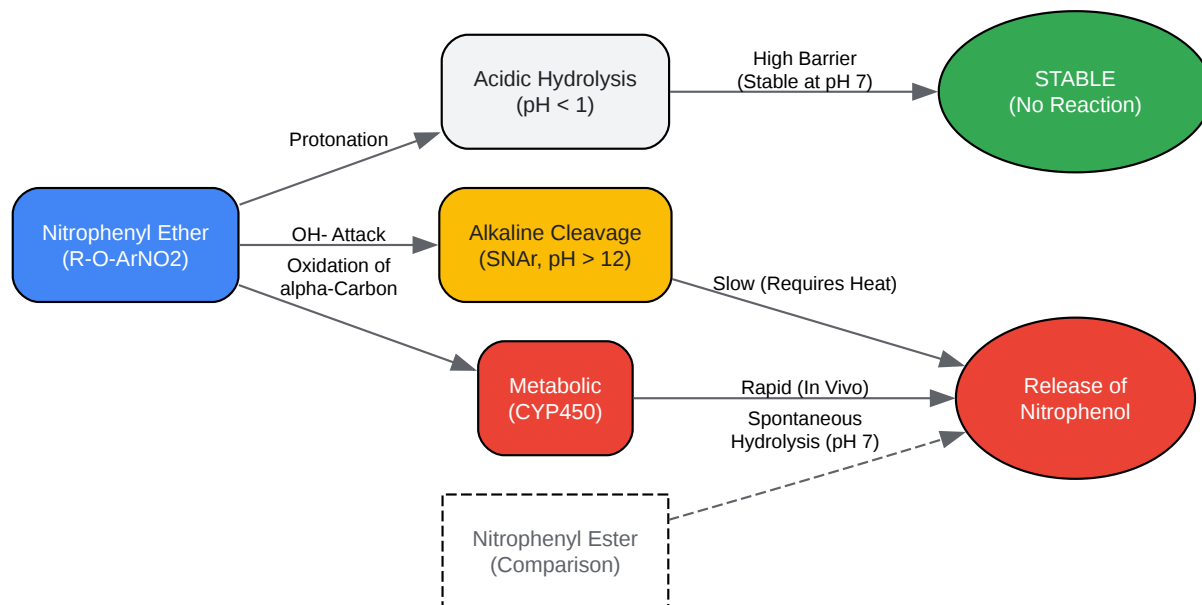 High Barrier
(Stable at pH 7)
Acidic Hydrolysis
(pH < 1)
STABLE
(No Reaction)
Protonation
Nitrophenyl Ether
(R-O-ArNO2)
OH- Attack
Alkaline Cleavage
(SNAr, pH > 12)
Oxidation of
alpha-Carbon
Slow (Requires Heat)
Metabolic
(CYP450)
Rapid (In Vivo)
Release of
Nitrophenol
Spontaneous
Hydrolysis (pH 7)
Nitrophenyl Ester
(Comparison)